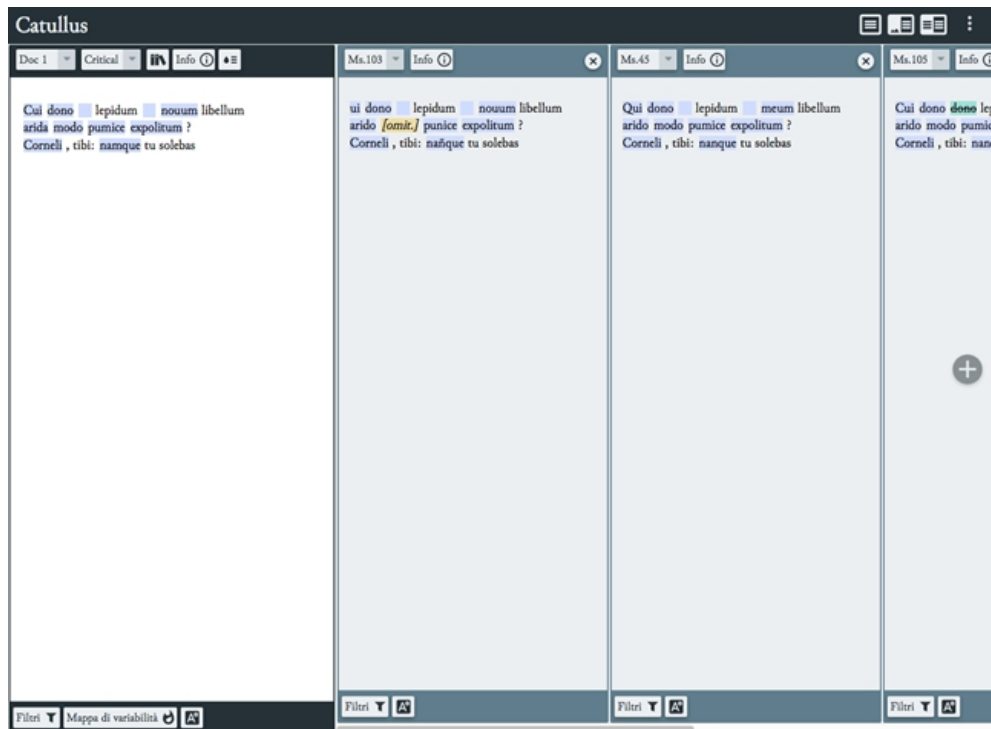 Catullus
Doc 1 Critical Info
Cui dono lepidum nouum libellum
arida modo pumice expolitum ?
Corneli , tibi: namque tu solebas
Filtri Mappa di variabilità
Ms.103 Info
ui dono lepidum nouum libellum
arido [omit.] punice expolitum ?
Corneli , tibi: nañque tu solebas
Filtri
Ms.45 Info
Qui dono lepidum meum libellum
arido modo pumice expolitum ?
Corneli , tibi: nanque tu solebas
Filtri
Ms.105 Info
Cui dono dono lep
arido modo pumic
Corneli , tibi: nan
Filtri